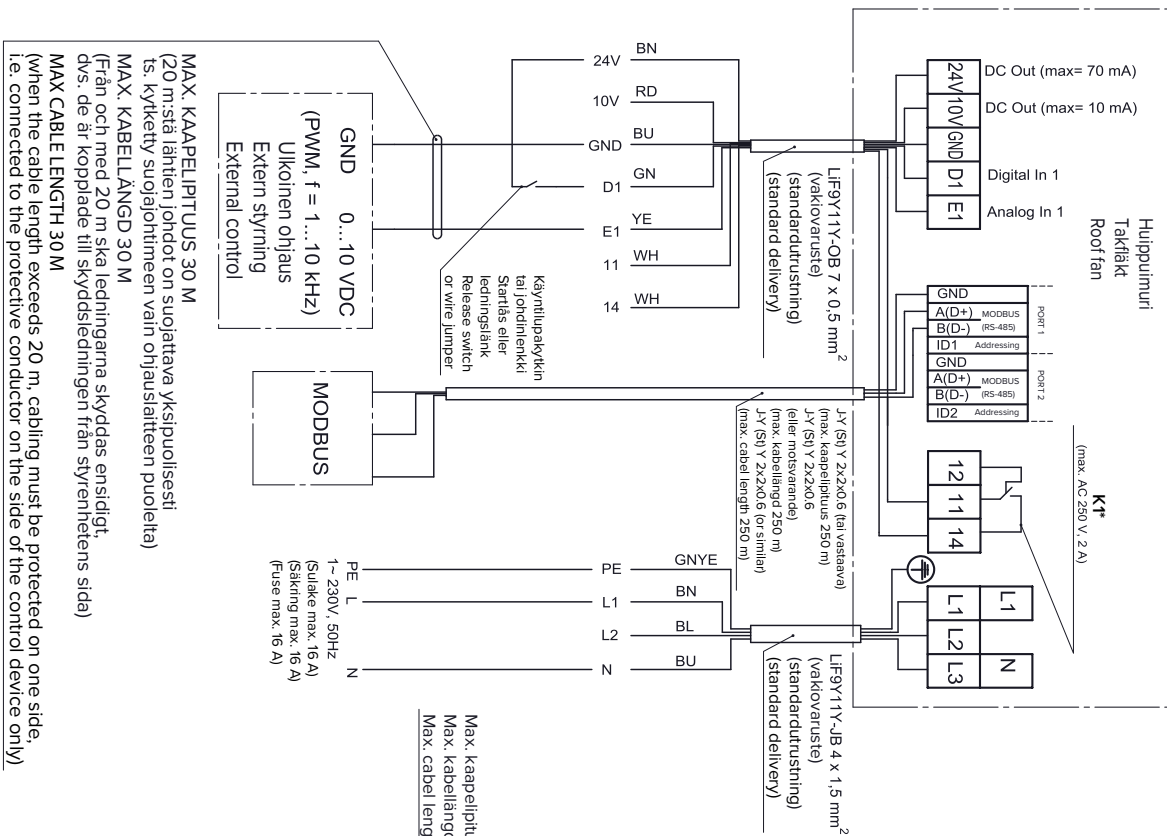 Huippuimuri
Takfläkt
Roof fan
24V
10V
GND
D1
E1
DC Out (max= 70 mA)
DC Out (max= 10 mA)
Digital In 1
Analog In 1
GND
A(D+)
B(D-)
MODBUS
(RS-485)
ID1 Addressing
PORT 1
GND
A(D+)
B(D-)
MODBUS
(RS-485)
ID2 Addressing
PORT 2
K1*
(max. AC 250 V, 2 A)
12
11
14
L1
L2
L3
L1
N
LiF9Y11Y-OB 7 x 0,5 mm2
(vakiovaruste)
(standardutrustning)
(standard delivery)
J-Y (St) Y 2x2x0.6 (tai vastaava)
(max. kaapelipituus 250 m)
J-Y (St) Y 2x2x0.6
(eller motsvarande)
(max. kabellängd 250 m)
J-Y (St) Y 2x2x0.6 (or similar)
(max. cabel length 250 m)
LiF9Y11Y-JB 4 x 1,5 mm2
(vakiovaruste)
(standardutrustning)
(standard delivery)
24V BN
10V RD
GND BU
D1 GN
E1 YE
11 WH
14 WH
PE GNYE
L1 BN
L2 BL
N BU
Käyntilupakytkin
tai johdinlenkki
Startlås eller
ledningslänk
Release switch
or wire jumper
GND 0...10 VDC
(PWM, f = 1...10 kHz)
Ulkoinen ohjaus
Extern styrning
External control
MODBUS
PE L N
1~ 230V, 50Hz
(Sulake max. 16 A)
(Säkring max. 16 A)
(Fuse max. 16 A)
Max. kaapelipitu
Max. kabellängd
Max. cabel leng
MAX. KAAPELIPITUUS 30 M
(20 m:stä lähtien johdot on suojattava yksipuolisesti
ts. kytketty suojajohtimeen vain ohjauslaitteen puolelta)
MAX. KABELLÄNGD 30 M
(Från och med 20 m ska ledningarna skyddas ensidigt,
dvs. de är kopplade till skyddsledningen från styrenhetens sida)
MAX CABLE LENGTH 30 M
(when the cable length exceeds 20 m, cabling must be protected on one side,
i.e. connected to the protective conductor on the side of the control device only)